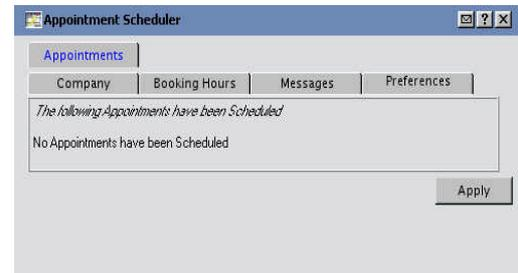 Appointment Scheduler
Appointments
Company Booking Hours Messages Preferences
The following Appointments have been Scheduled
No Appointments have been Scheduled
Apply